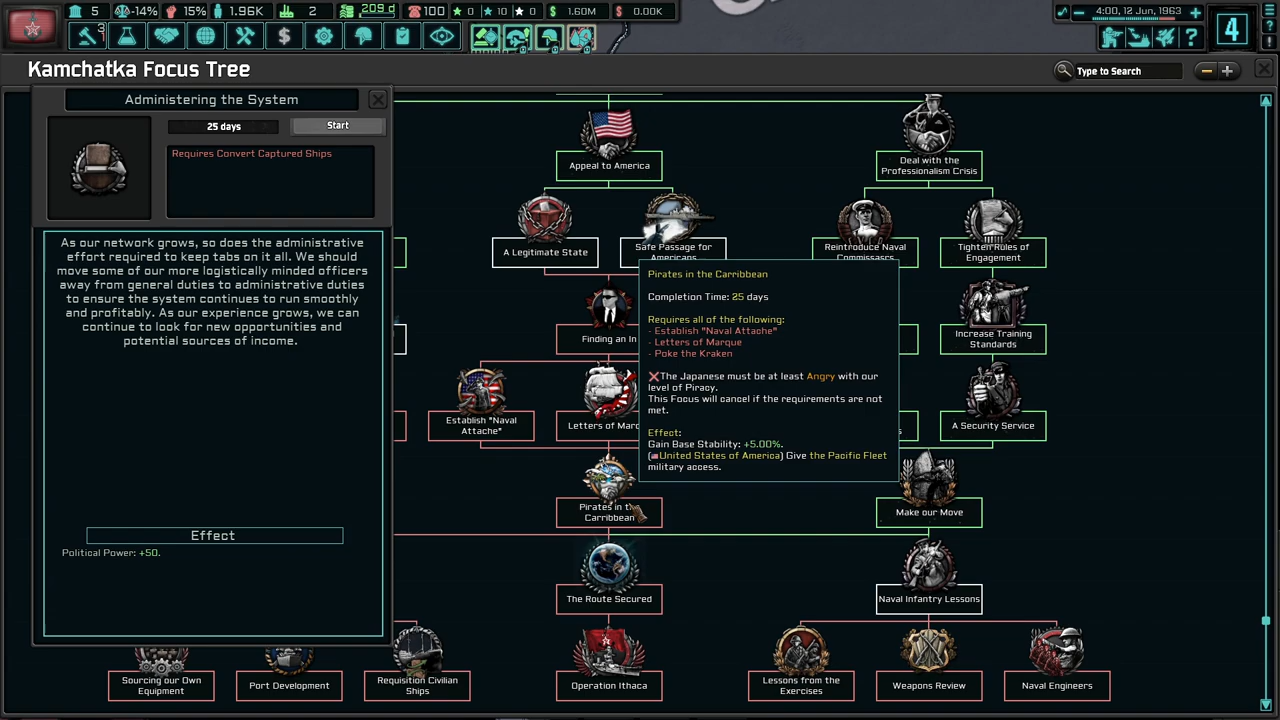 5
-14%
15%
1.96K
2
209 d
100
0
10
0
1.60M
0.00K
4:00, 12 Jun, 1963
4
3
Kamchatka Focus Tree
Type to Search
Administering the System
25 days
Start
Requires Convert Captured Ships
As our network grows, so does the administrative
effort required to keep tabs on it all. We should
move some of our more logistically minded officers
away from general duties to administrative duties
to ensure the system continues to run smoothly
and profitably. As our experience grows, we can
continue to look for new opportunities and
potential sources of income.
Effect
Political Power: +50.
Appeal to America
Deal with the
Professionalism Crisis
A Legitimate State
Safe Passage for
Americans
Reintroduce Naval
Commissars
Tighten Rules of
Engagement
Finding an In
Increase Training
Standards
Establish "Naval
Attache"
Letters of Marq
A Security Service
Pirates in the Carribbean
Completion Time: 25 days
Requires all of the following:
- Establish "Naval Attache"
- Letters of Marque
- Poke the Kraken
The Japanese must be at least Angry with our
level of Piracy.
This Focus will cancel if the requirements are not
met.
Effect:
Gain Base Stability: +5.00%.
(United States of America) Give the Pacific Fleet
military access.
Pirates in th
Carribbean
Make our Move
The Route Secured
Naval Infantry Lessons
Sourcing our Own
Equipment
Port Development
Requisition Civilian
Ships
Operation Ithaca
Lessons from the
Exercises
Weapons Review
Naval Engineers